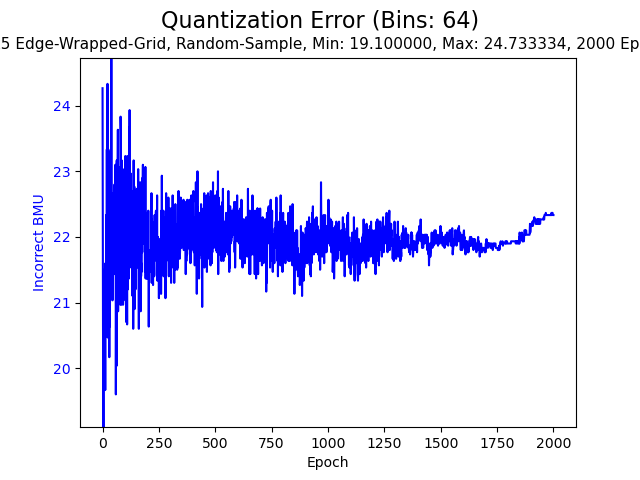 Quantization Error (Bins: 64)
5 Edge-Wrapped-Grid, Random-Sample, Min: 19.100000, Max: 24.733334, 2000 Ep
24
23
22
21
20
Incorrect BMU
0 250 500 750 1000 1250 1500 1750 2000
Epoch